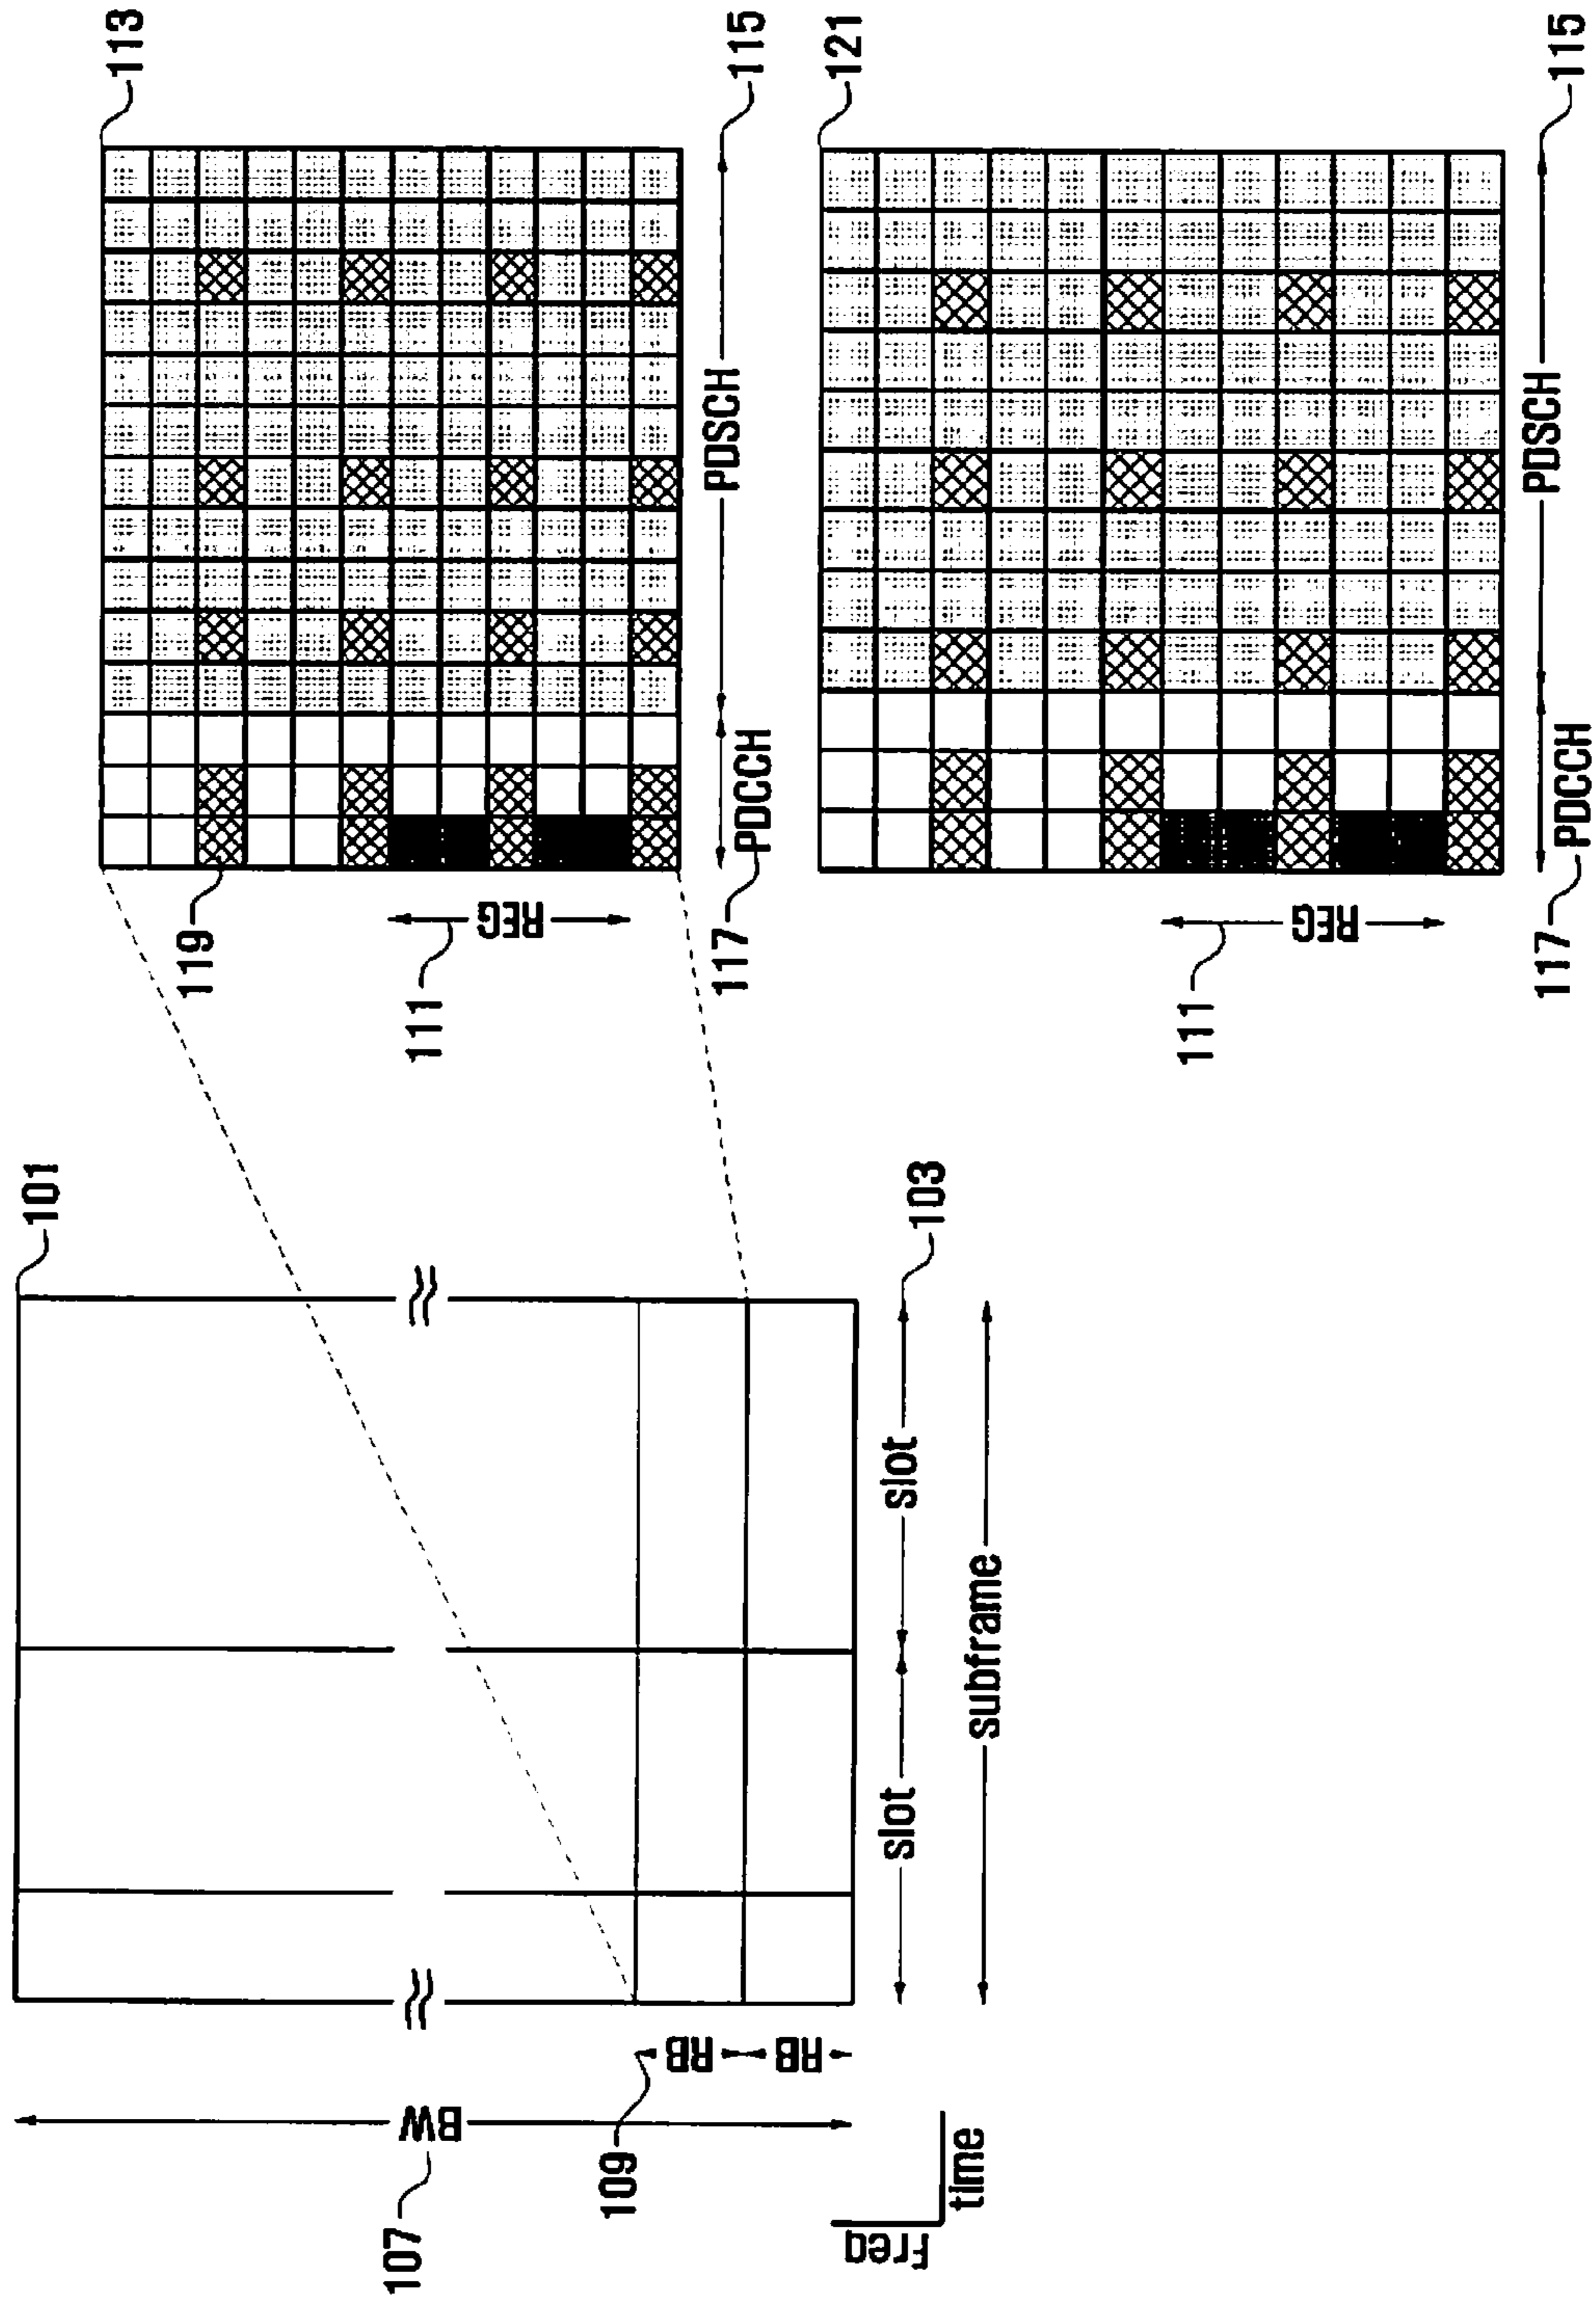 101
103
slot
slot
subframe
RB
RB
109
BW
107
Freq
time
113
119
REG
111
PDCCH
117
PDSCH
115
121
REG
111
PDCCH
117
PDSCH
115